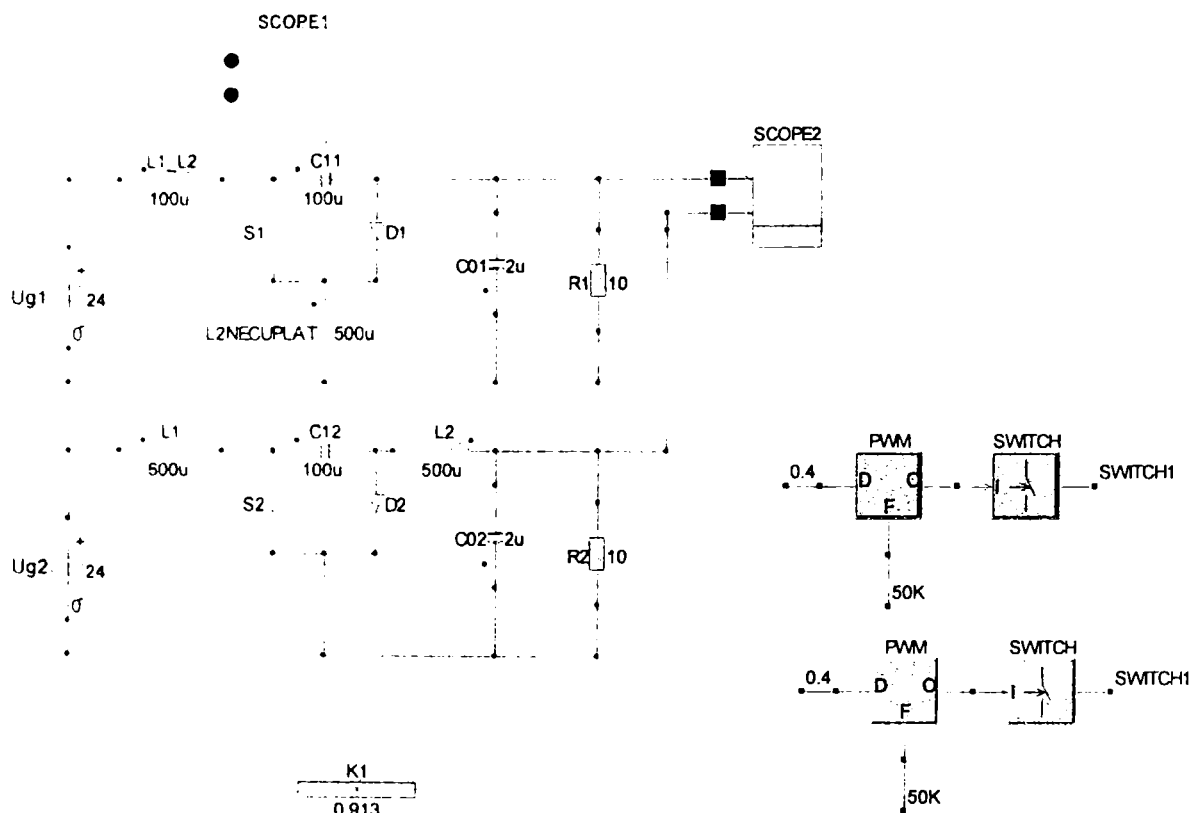 SCOPE1
SCOPE2
L1_L2
100u
C11
100u
S1
D1
C01
2u
R1
10
Ug1
+
24
σ
L2NECUPLAT 500u
L1
500u
C12
100u
L2
500u
S2
D2
C02
2u
R2
10
Ug2
+
24
σ
0.4
PWM
D
O
F
50K
SWITCH
I
SWITCH1
0.4
PWM
D
O
F
50K
SWITCH
I
SWITCH1
K1
0.913